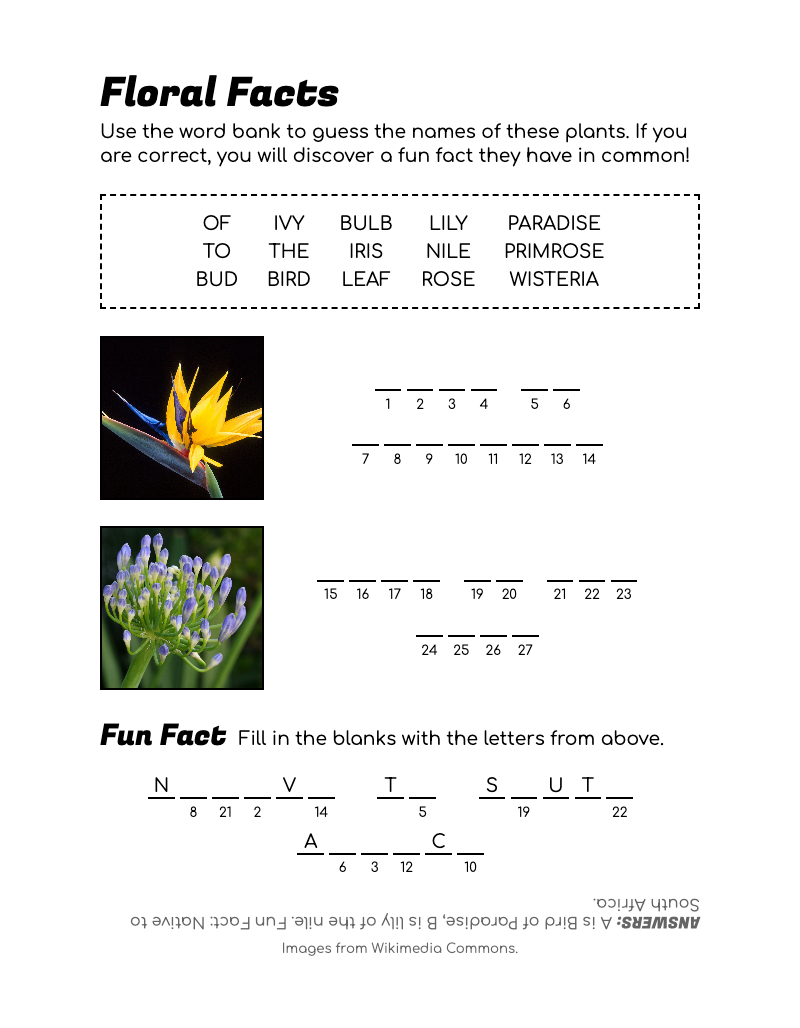 Floral Facts
Use the word bank to guess the names of these plants. If you
are correct, you will discover a fun fact they have in common!
OF IVY BULB LILY PARADISE
TO THE IRIS NILE PRIMROSE
BUD BIRD LEAF ROSE WISTERIA
1 2 3 4 5 6
7 8 9 10 11 12 13 14
15 16 17 18 19 20 21 22 23
24 25 26 27
Fun Fact Fill in the blanks with the letters from above.
N V T S U T
8 21 2 14 5 19 22
A C
6 3 12 10
ANSWERS: A is Bird of Paradise, B is lily of the nile. Fun Fact: Native to
South Africa.
Images from Wikimedia Commons.